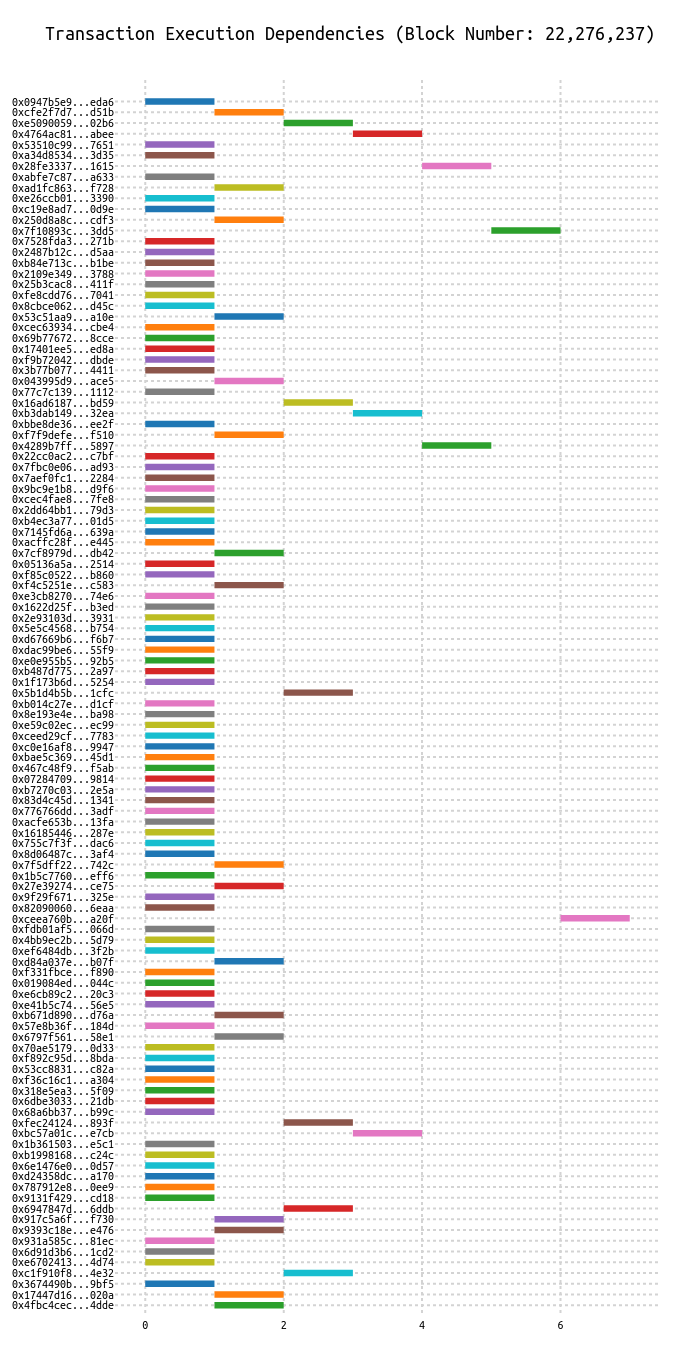 Transaction Execution Dependencies (Block Number: 22,276,237)
0x0947b5e9...eda6
0xcfe2f7d7...d51b
0xe5090059...02b6
0x4764ac81...abee
0x53510c99...7651
0xa34d8534...3d35
0x28fe3337...1615
0xabfe7c87...a633
0xad1fc863...f728
0xe26ccb01...3390
0xc19e8ad7...0d9e
0x250d8a8c...cdf3
0x7f10893c...3dd5
0x7528fda3...271b
0x2487b12c...d5aa
0xb84e713c...b1be
0x2109e349...3788
0x25b3cac8...411f
0xfe8cdd76...7041
0x8cbce062...d45c
0x53c51aa9...a10e
0xcec63934...cbe4
0x69b77672...8cce
0x17401ee5...ed8a
0xf9b72042...dbde
0x3b77b077...4411
0x043995d9...ace5
0x77c7c139...1112
0x16ad6187...bd59
0xb3dab149...32ea
0xbbe8de36...ee2f
0xf7f9defe...f510
0x4289b7ff...5897
0x22cc0ac2...c7bf
0x7fbc0e06...ad93
0x7aef0fc1...2284
0x9bc9e1b8...d9f6
0xcec4fae8...7fe8
0x2dd64bb1...79d3
0xb4ec3a77...01d5
0x7145fd6a...639a
0xacffc28f...e445
0x7cf8979d...db42
0x05136a5a...2514
0xf85c0522...b860
0xf4c5251e...c583
0xe3cb8270...74e6
0x1622d25f...b3ed
0x2e93103d...3931
0x5e5c4568...b754
0xd67669b6...f6b7
0xdac99be6...55f9
0xe0e955b5...92b5
0xb487d775...2a97
0x1f173b6d...5254
0x5b1d4b5b...1cfc
0xb014c27e...d1cf
0x8e193e4e...ba98
0xe59c02ec...ec99
0xceed29cf...7783
0xc0e16af8...9947
0xbae5c369...45d1
0x467c48f9...f5ab
0x07284709...9814
0xb7270c03...2e5a
0x83d4c45d...1341
0x776766dd...3adf
0xacfe653b...13fa
0x16185446...287e
0x755c7f3f...dac6
0x8d06487c...3af4
0x7f5dff22...742c
0x1b5c7760...eff6
0x27e39274...ce75
0x9f29f671...325e
0x82090060...6eaa
0xceea760b...a20f
0xfdb01af5...066d
0x4bb9ec2b...5d79
0xef6484db...3f2b
0xd84a037e...b07f
0xf331fbce...f890
0x019084ed...044c
0xe6cb89c2...20c3
0xe41b5c74...56e5
0xb671d890...d76a
0x57e8b36f...184d
0x6797f561...58e1
0x70ae5179...0d33
0xf892c95d...8bda
0x53cc8831...c82a
0xf36c16c1...a304
0x318e5ea3...5f09
0x6dbe3033...21db
0x68a6bb37...b99c
0xfec24124...893f
0xbc57a01c...e7cb
0x1b361503...e5c1
0xb1998168...c24c
0x6e1476e0...0d57
0xd24358dc...a170
0x787912e8...0ee9
0x9131f429...cd18
0x6947847d...6ddb
0x917c5a6f...f730
0x9393c18e...e476
0x931a585c...81ec
0x6d91d3b6...1cd2
0xe6702413...4d74
0xc1f910f8...4e32
0x3674490b...9bf5
0x17447d16...020a
0x4fbc4cec...4dde
0 2 4 6